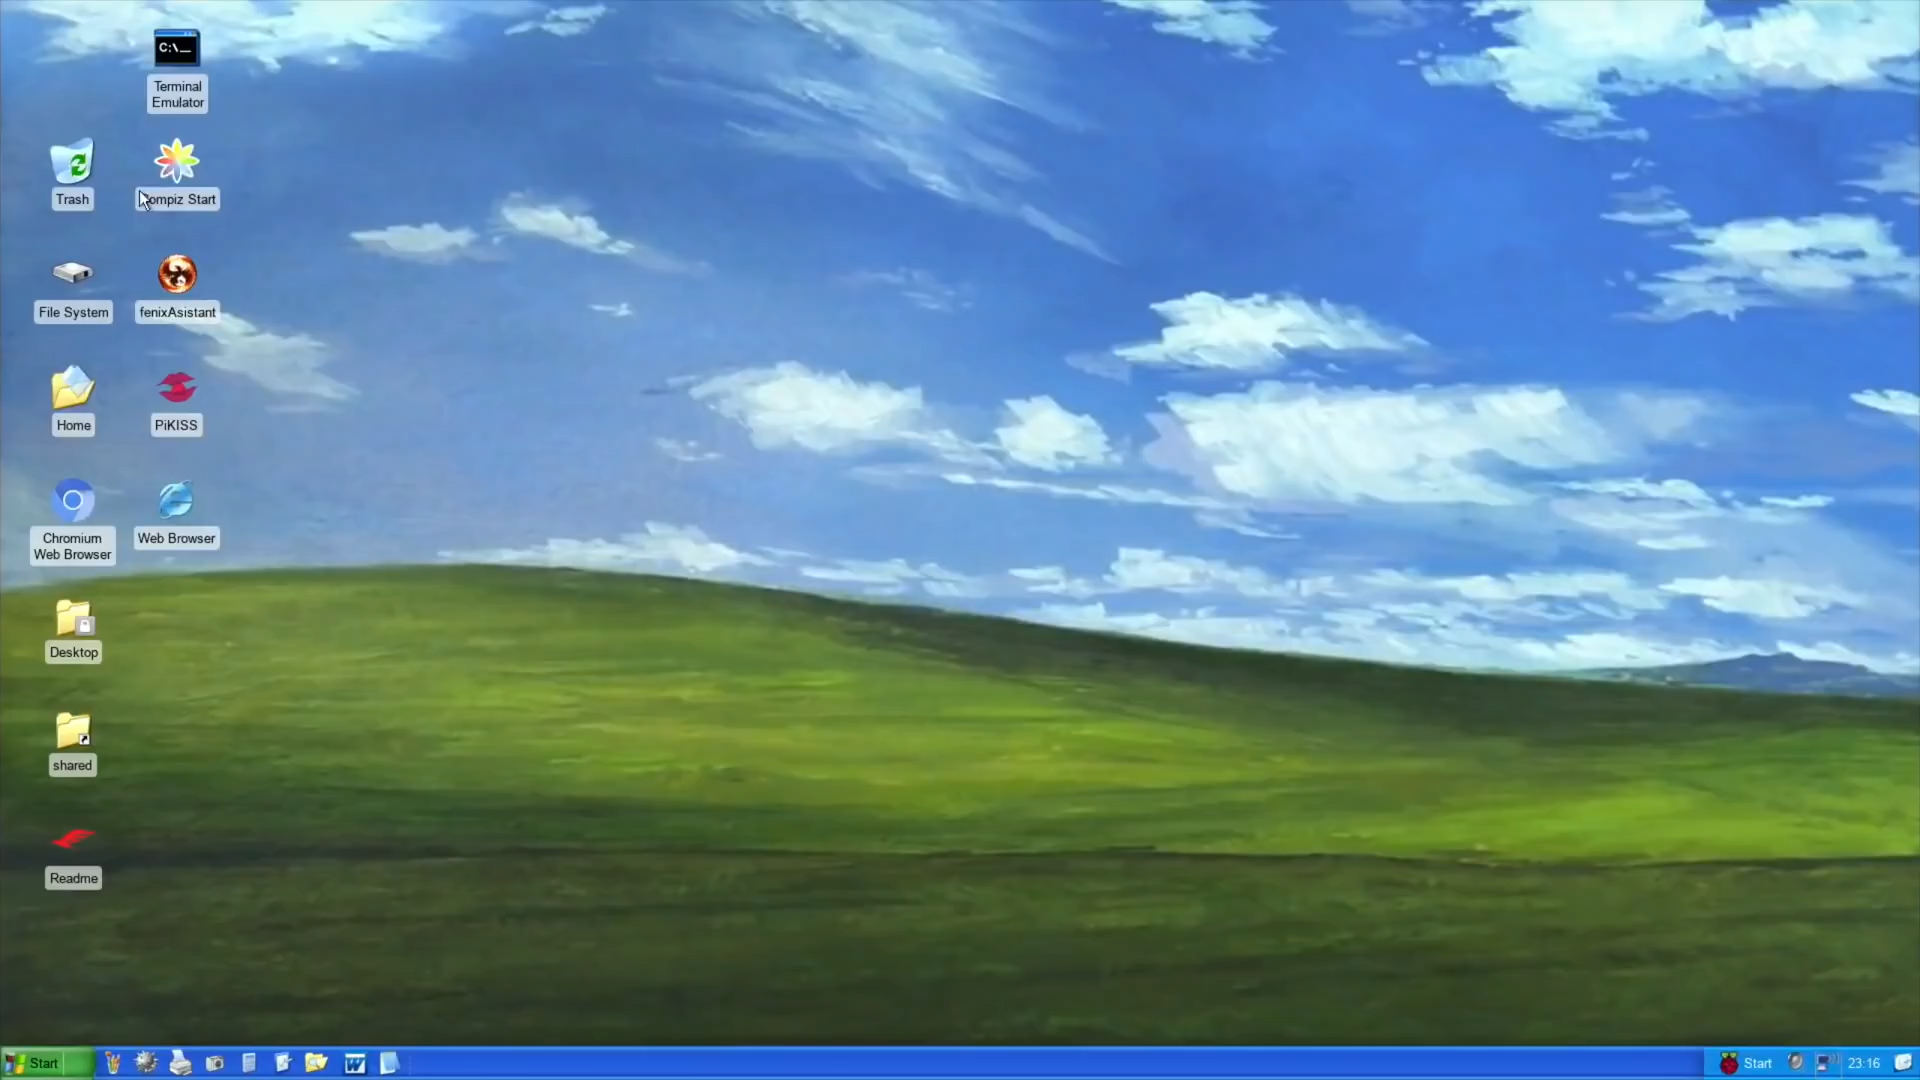 C:\_
Terminal
Emulator
Trash
ompiz Start
File System
fenixAsistant
Home
PiKISS
Chromium
Web Browser
Web Browser
Desktop
shared
Readme
Start
W
Start
23:16